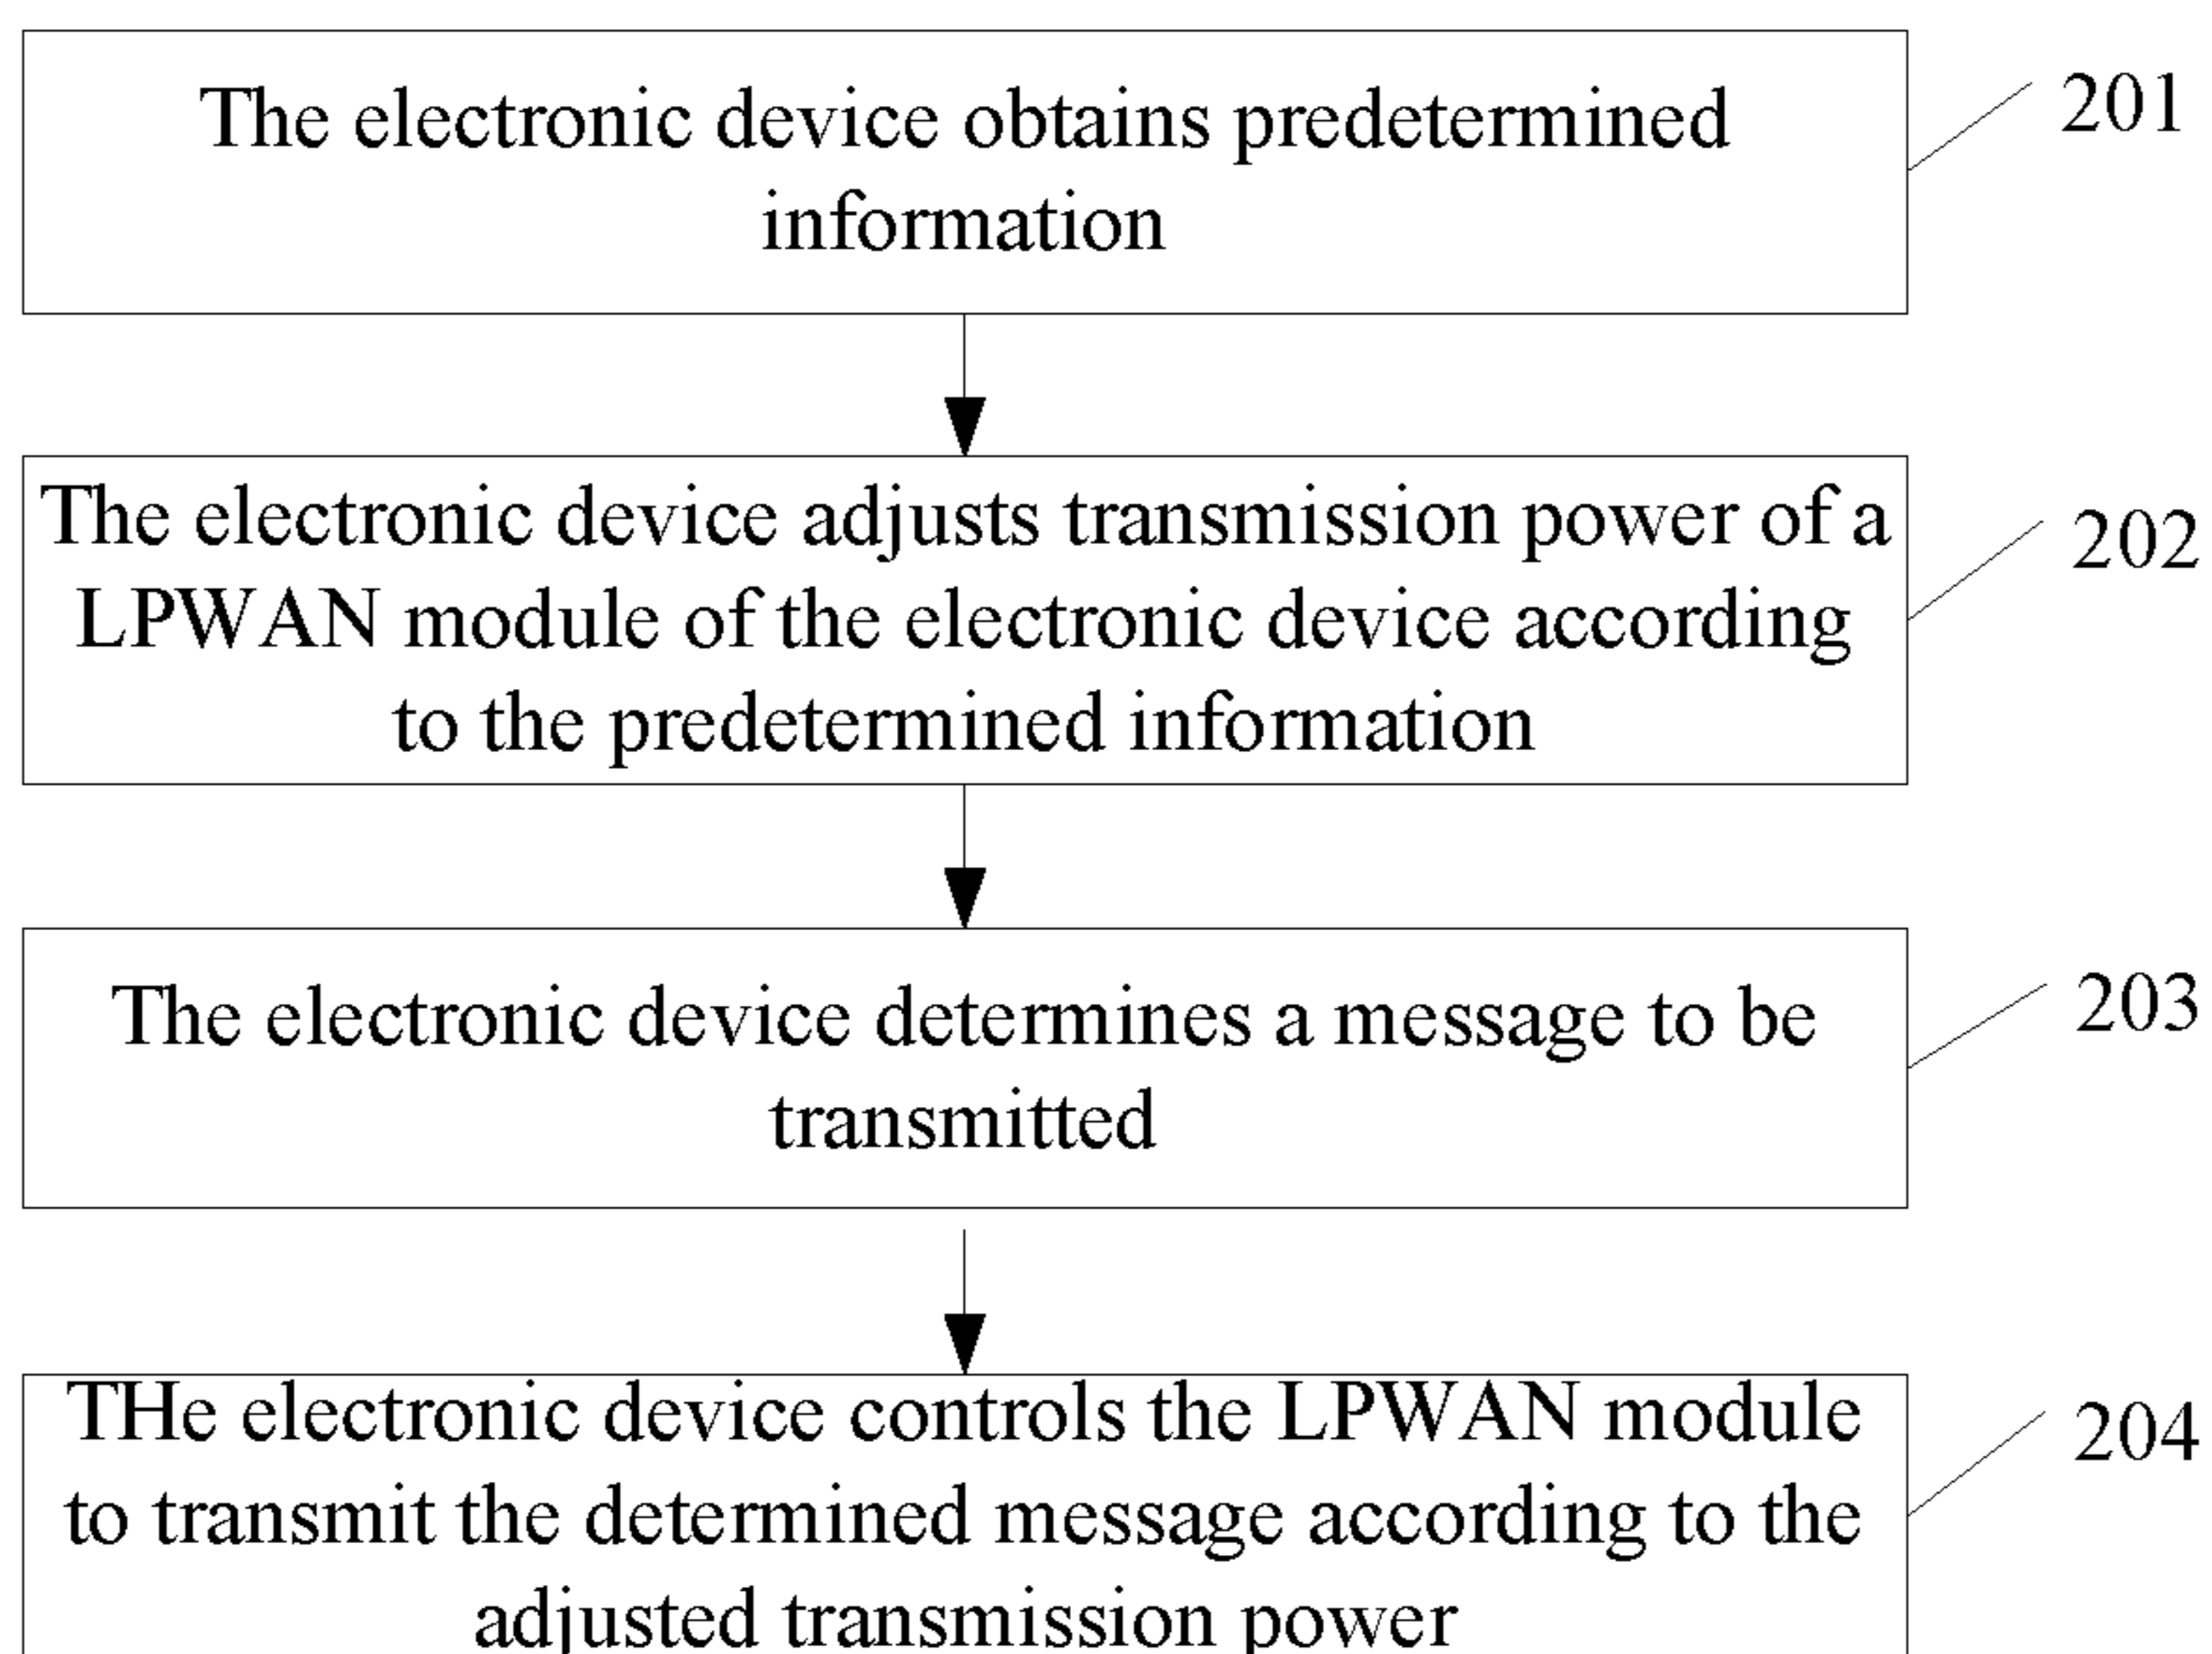 The electronic device obtains predetermined
information
201
The electronic device adjusts transmission power of a
LPWAN module of the electronic device according
to the predetermined information
202
The electronic device determines a message to be
transmitted
203
THe electronic device controls the LPWAN module
to transmit the determined message according to the
adjusted transmission power
204